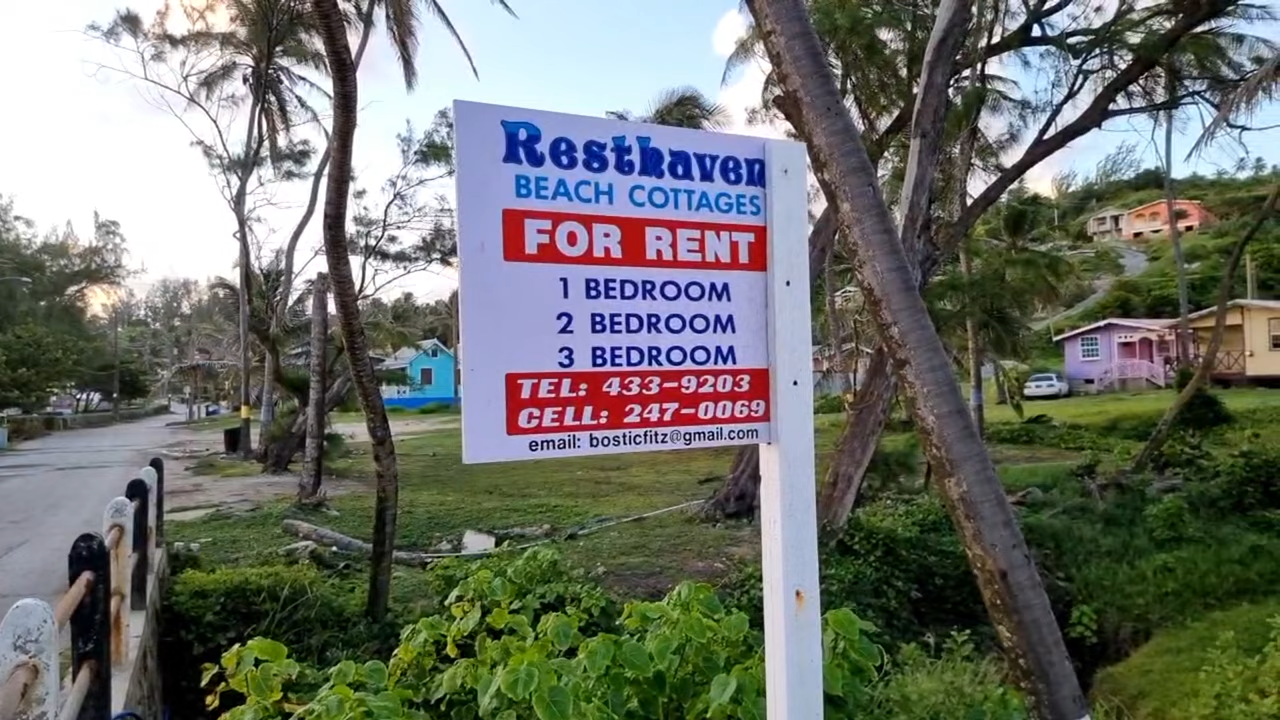 Resthaven
BEACH COTTAGES
FOR RENT
1 BEDROOM
2 BEDROOM
3 BEDROOM
TEL: 433-9203
CELL: 247-0069
email: bosticfitz@gmail.com